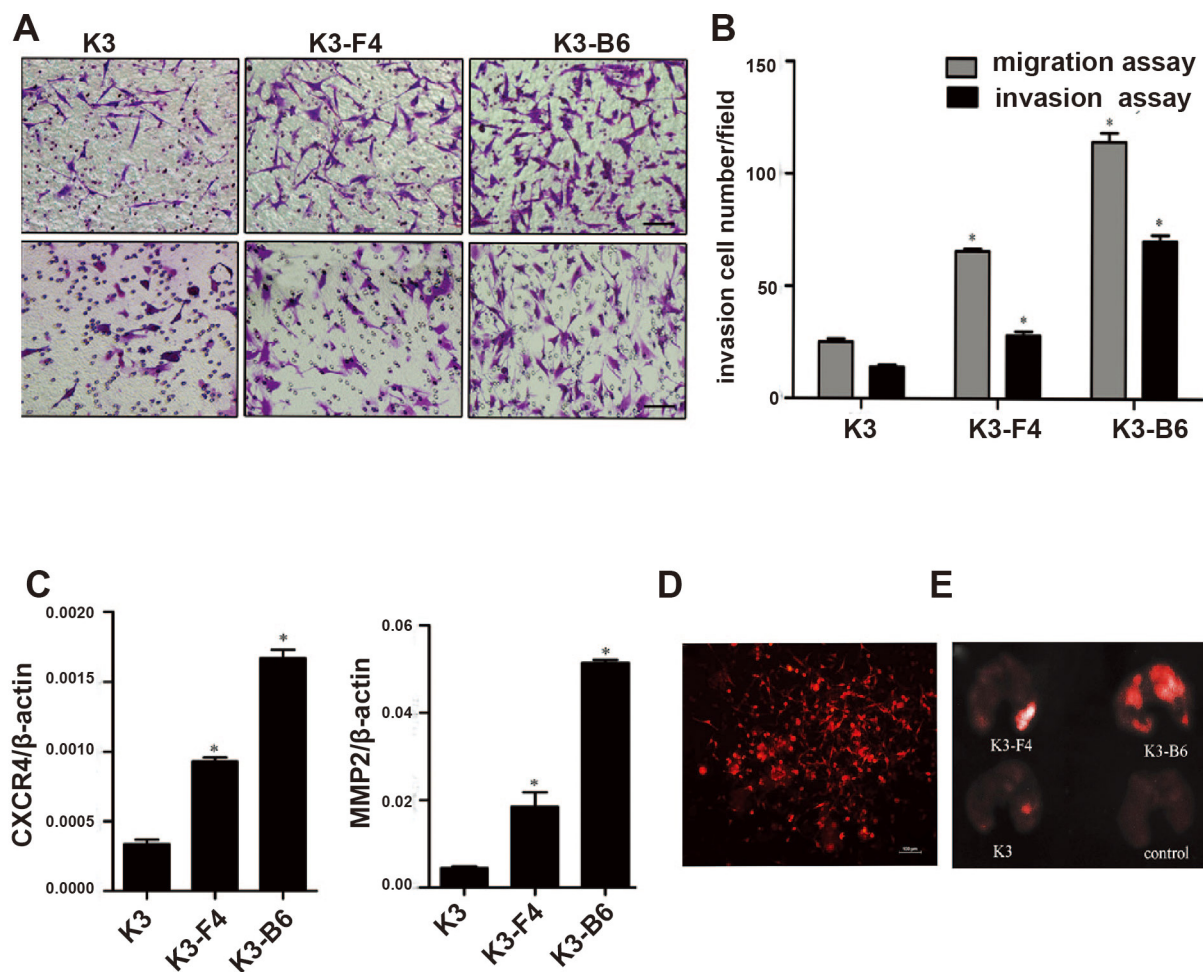 A
K3
K3-F4
K3-B6
B
migration assay
invasion assay
invasion cell number/field
150
100
50
0
*
*
*
*
K3
K3-F4
K3-B6
C
CXCR4/β-actin
0.0020
0.0015
0.0010
0.0005
0.0000
*
*
K3
K3-F4
K3-B6
MMP2/β-actin
0.06
0.04
0.02
0.00
*
*
K3
K3-F4
K3-B6
D
E
K3-F4
K3-B6
K3
control